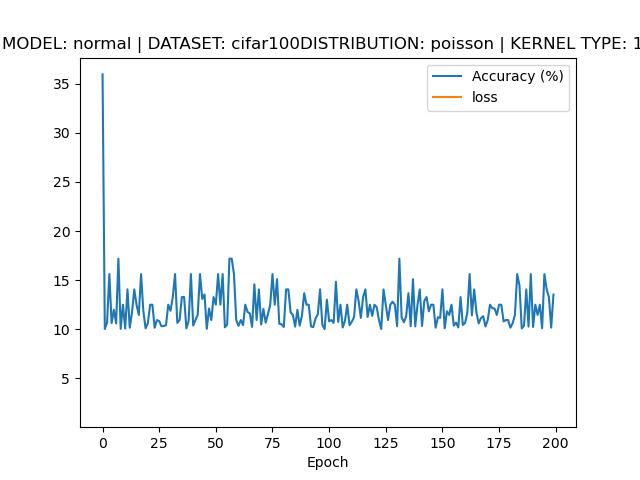 MODEL: normal | DATASET: cifar100DISTRIBUTION: poisson | KERNEL TYPE: 1
Accuracy (%)
loss
35
30
25
20
15
10
5
0 25 50 75 100 125 150 175 200
Epoch